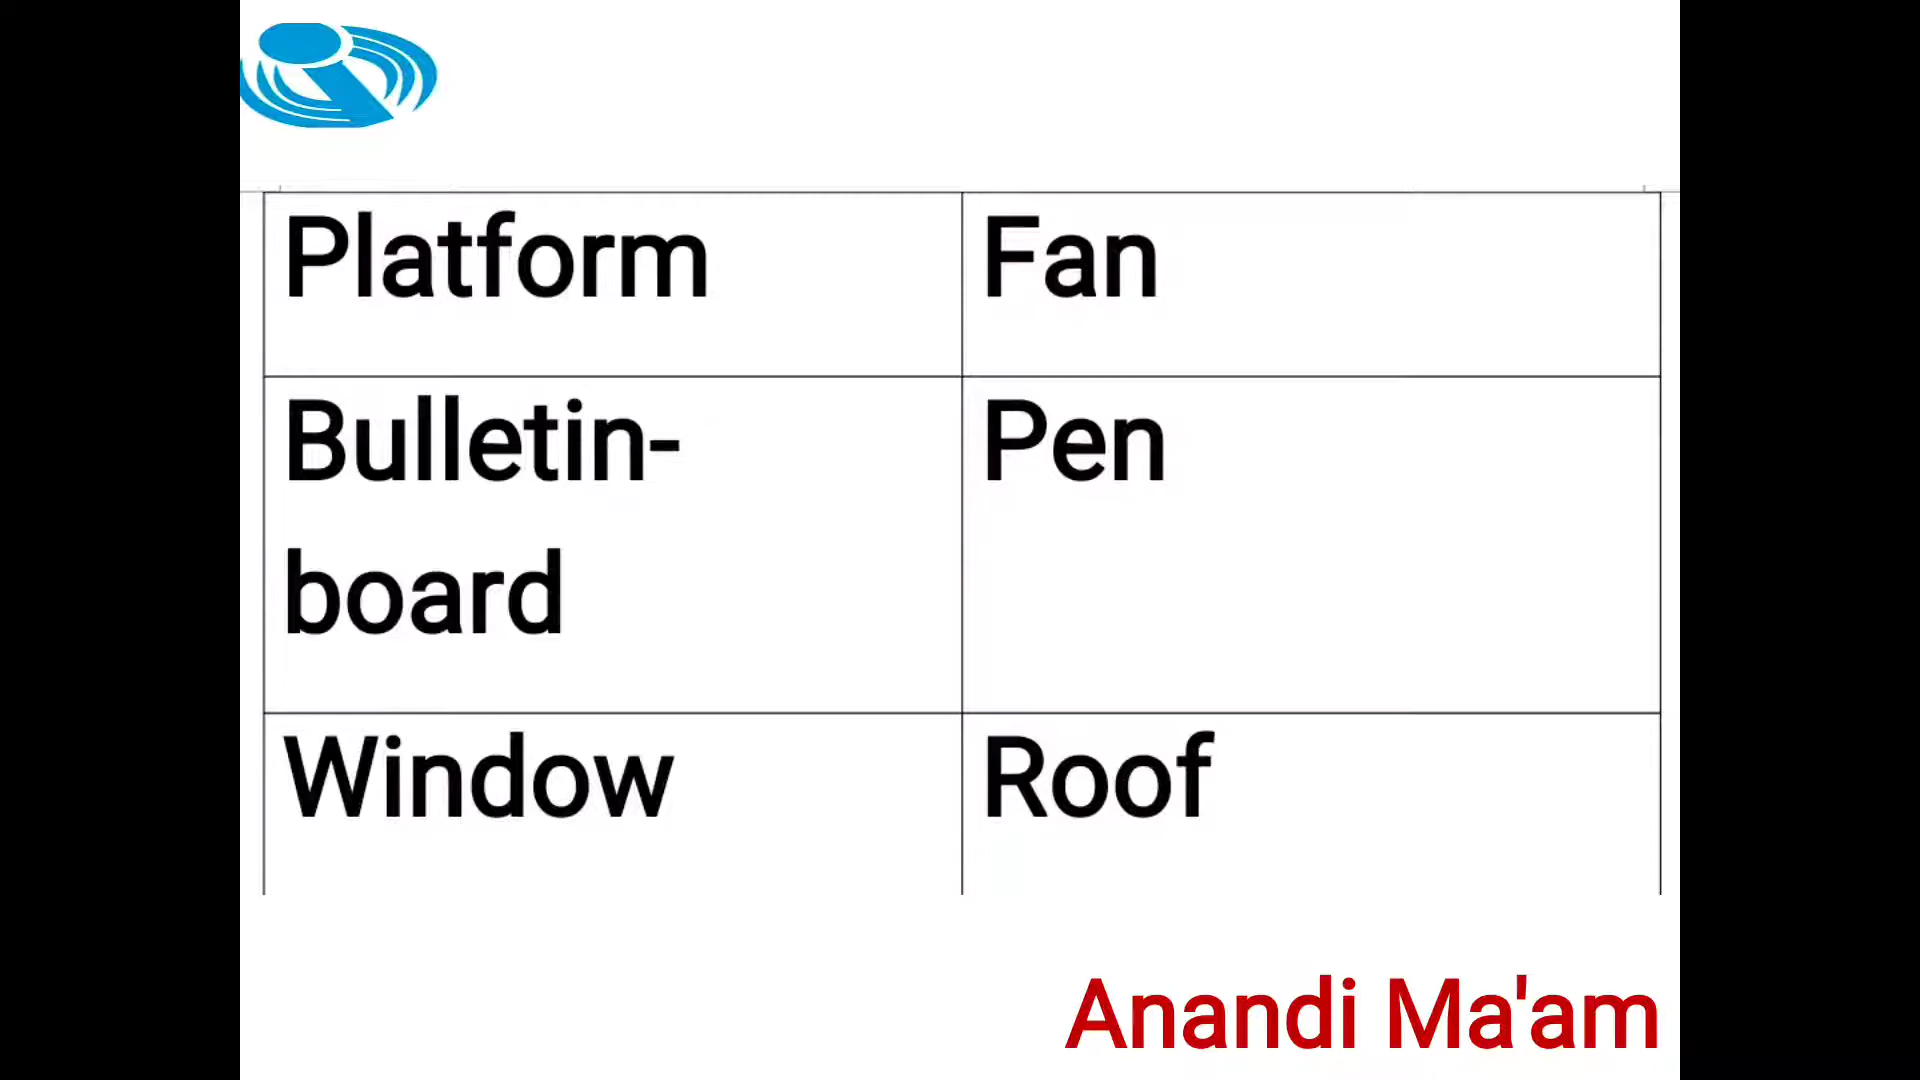 Platform
Fan
Bulletin-
board
Pen
Window
Roof
Anandi Ma'am